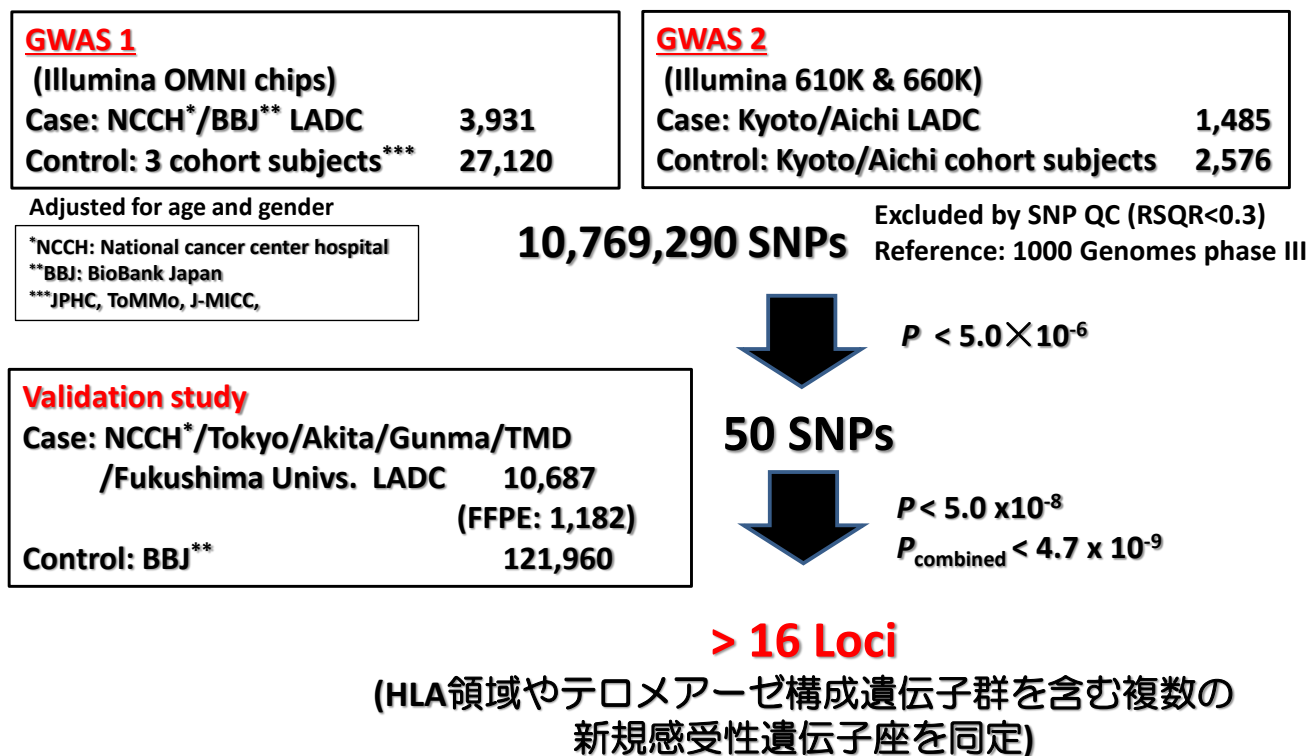 GWAS 1
(Illumina OMNI chips)
Case: NCCH*/BBJ** LADC 3,931
Control: 3 cohort subjects*** 27,120
GWAS 2
(Illumina 610K & 660K)
Case: Kyoto/Aichi LADC 1,485
Control: Kyoto/Aichi cohort subjects 2,576
Adjusted for age and gender
*NCCH: National cancer center hospital
**BBJ: BioBank Japan
***JPHC, ToMMo, J-MICC,
10,769,290 SNPs
Excluded by SNP QC (RSQR<0.3)
Reference: 1000 Genomes phase III
P < 5.0×10-6
Validation study
Case: NCCH*/Tokyo/Akita/Gunma/TMD
/Fukushima Univs. LADC 10,687
(FFPE: 1,182)
Control: BBJ** 121,960
50 SNPs
P < 5.0 x10-8
Pcombined < 4.7 x 10-9
> 16 Loci
(HLA領域やテロメアーゼ構成遺伝子群を含む複数の
新規感受性遺伝子座を同定)